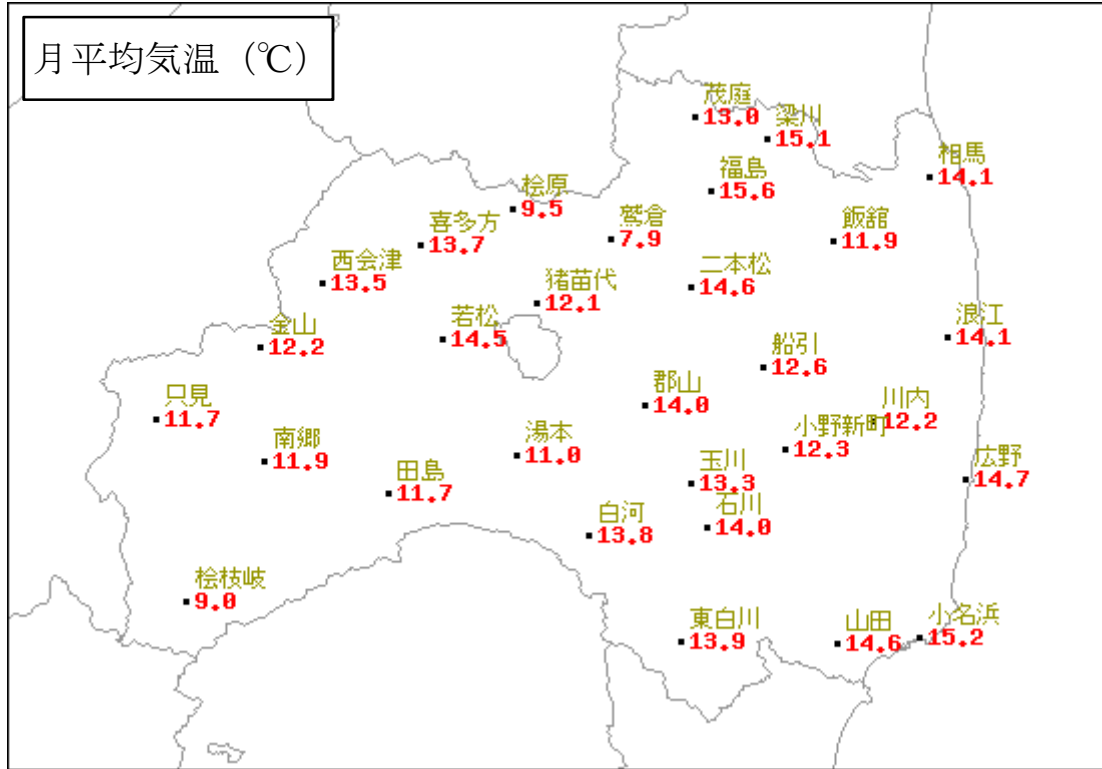 月平均気温（℃）
茂庭
13.0
梁川
15.1
相馬
14.1
福島
15.6
桧原
9.5
鷲倉
7.9
飯舘
11.9
喜多方
13.7
西会津
13.5
二本松
14.6
猪苗代
12.1
若松
14.5
金山
12.2
浪江
14.1
船引
12.6
郡山
14.0
只見
11.7
川内
12.2
小野新町
12.3
湯本
11.0
南郷
11.9
広野
14.7
玉川
13.3
田島
11.7
石川
14.0
白河
13.8
桧枝岐
9.0
東白川
13.9
山田
14.6
小名浜
15.2